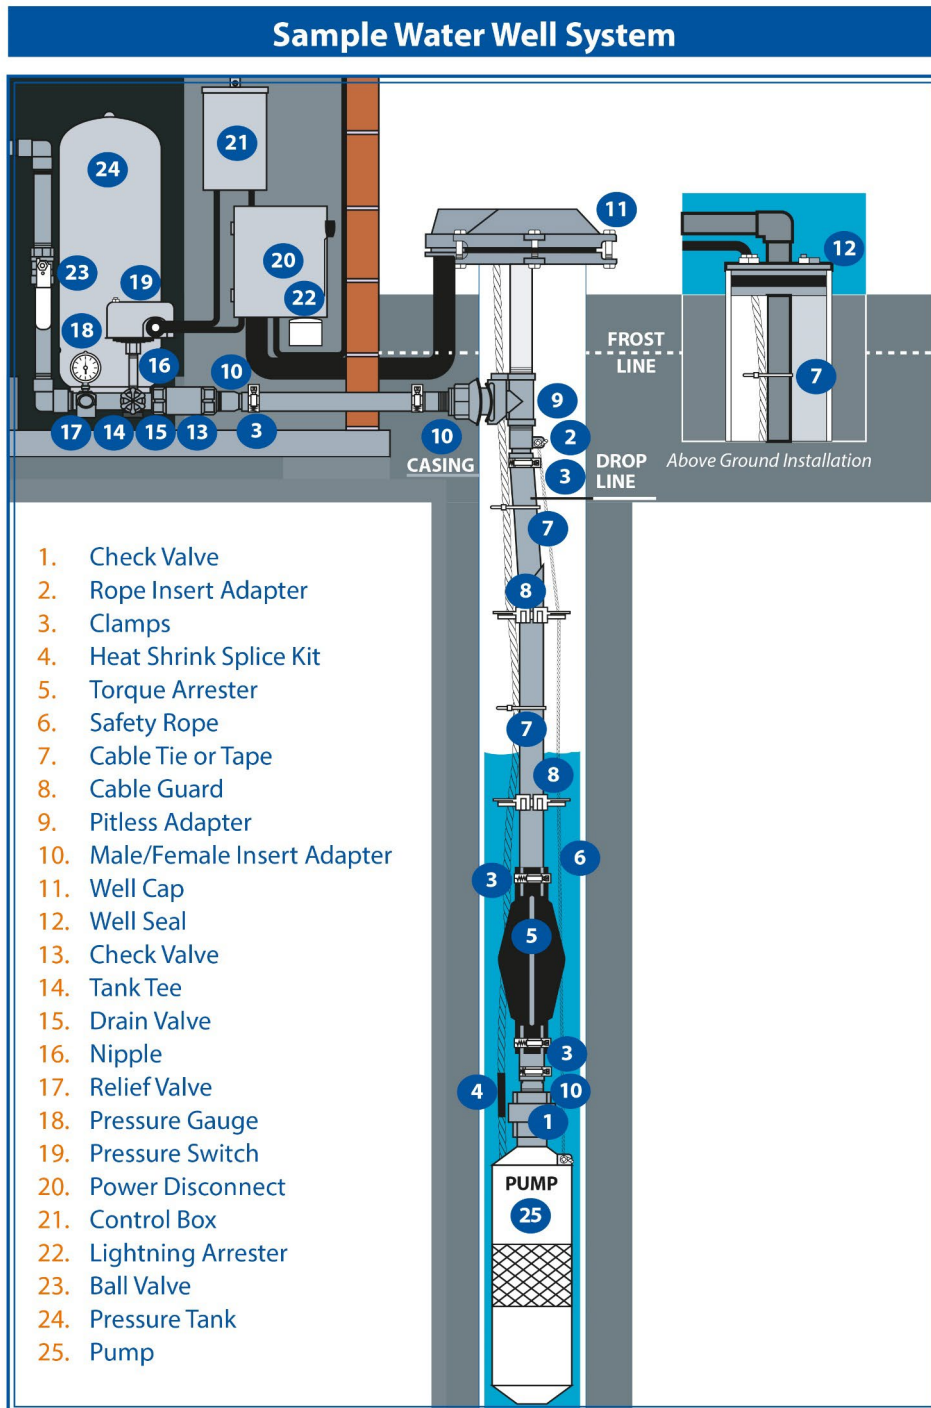 Sample Water Well System
21
24
11
20
12
23
19
22
18
FROST
LINE
16
10
7
9
17
14
15
13
3
10
2
CASING
3
DROP
LINE
Above Ground Installation
7
8
7
8
6
3
5
3
4
10
1
PUMP
25
1. Check Valve
2. Rope Insert Adapter
3. Clamps
4. Heat Shrink Splice Kit
5. Torque Arrester
6. Safety Rope
7. Cable Tie or Tape
8. Cable Guard
9. Pitless Adapter
10. Male/Female Insert Adapter
11. Well Cap
12. Well Seal
13. Check Valve
14. Tank Tee
15. Drain Valve
16. Nipple
17. Relief Valve
18. Pressure Gauge
19. Pressure Switch
20. Power Disconnect
21. Control Box
22. Lightning Arrester
23. Ball Valve
24. Pressure Tank
25. Pump